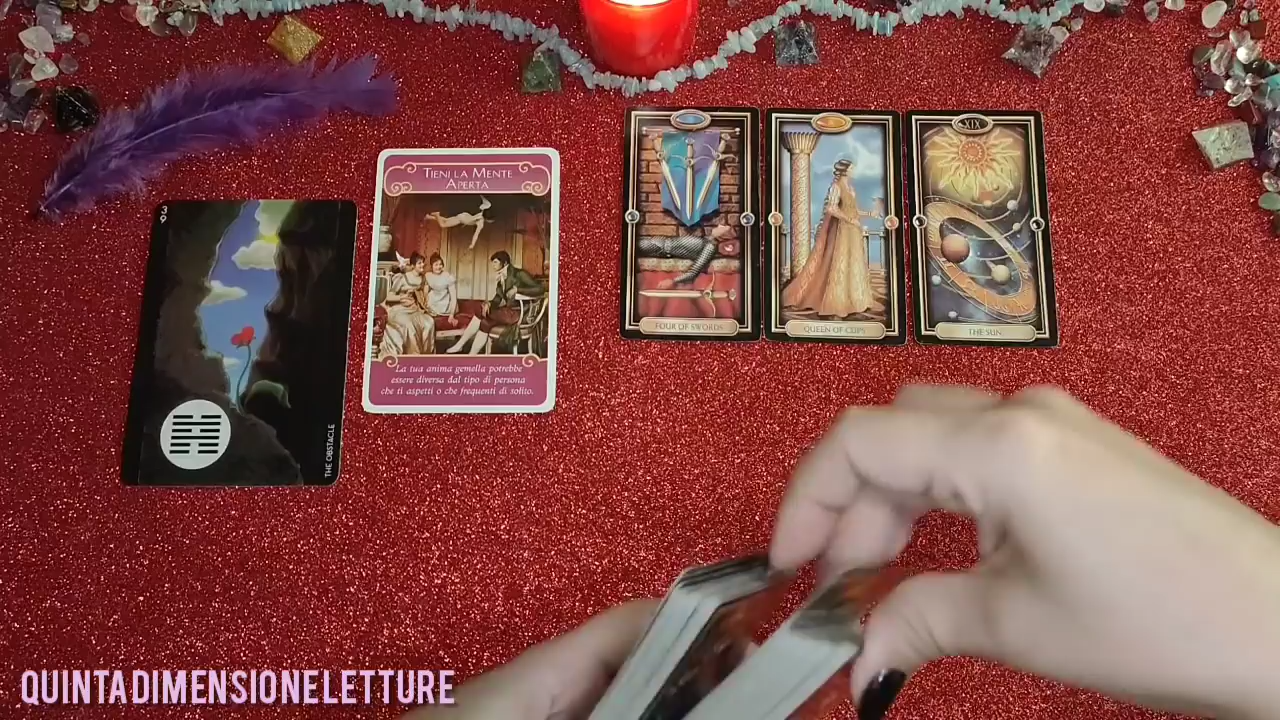 39
THE OBSTACLE
TIENI LA MENTE
APERTA
La tua anima gemella potrebbe
essere diversa dal tipo di persona
che ti aspetti o che frequenti di solito.
FOUR OF SWORDS
QUEEN OF CUPS
XIX
THE SUN
QUINTADIMENSIONELETTURE